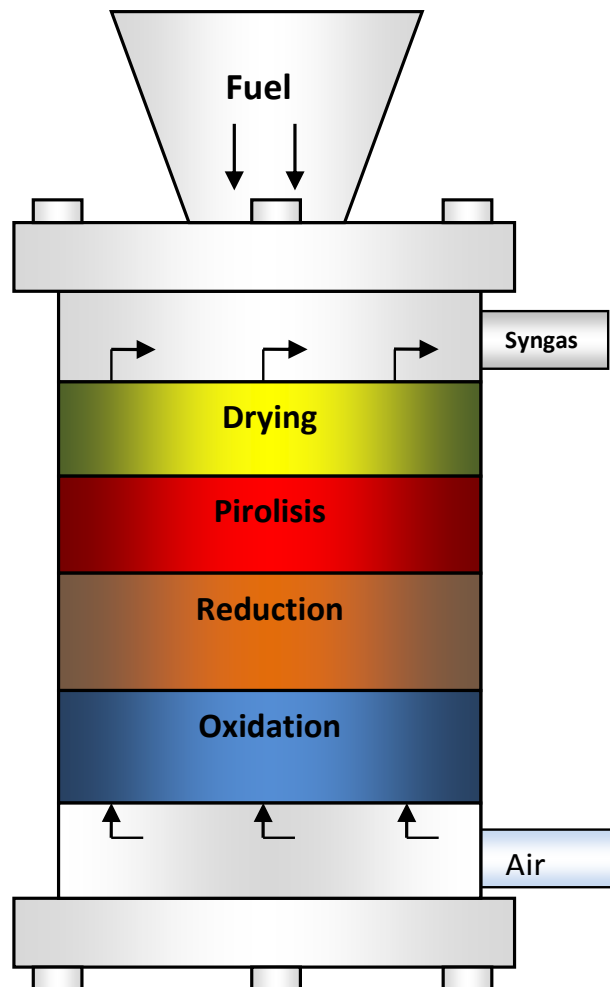 Fuel
Syngas
Drying
Pirolisis
Reduction
Oxidation
Air